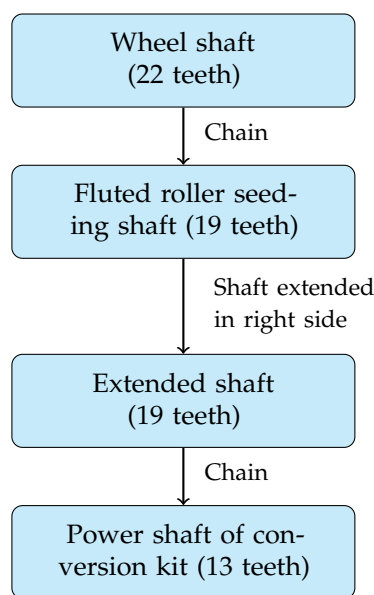 Wheel shaft
(22 teeth)
Chain
Fluted roller seed-
ing shaft (19 teeth)
Shaft extended
in right side
Extended shaft
(19 teeth)
Chain
Power shaft of con-
version kit (13 teeth)